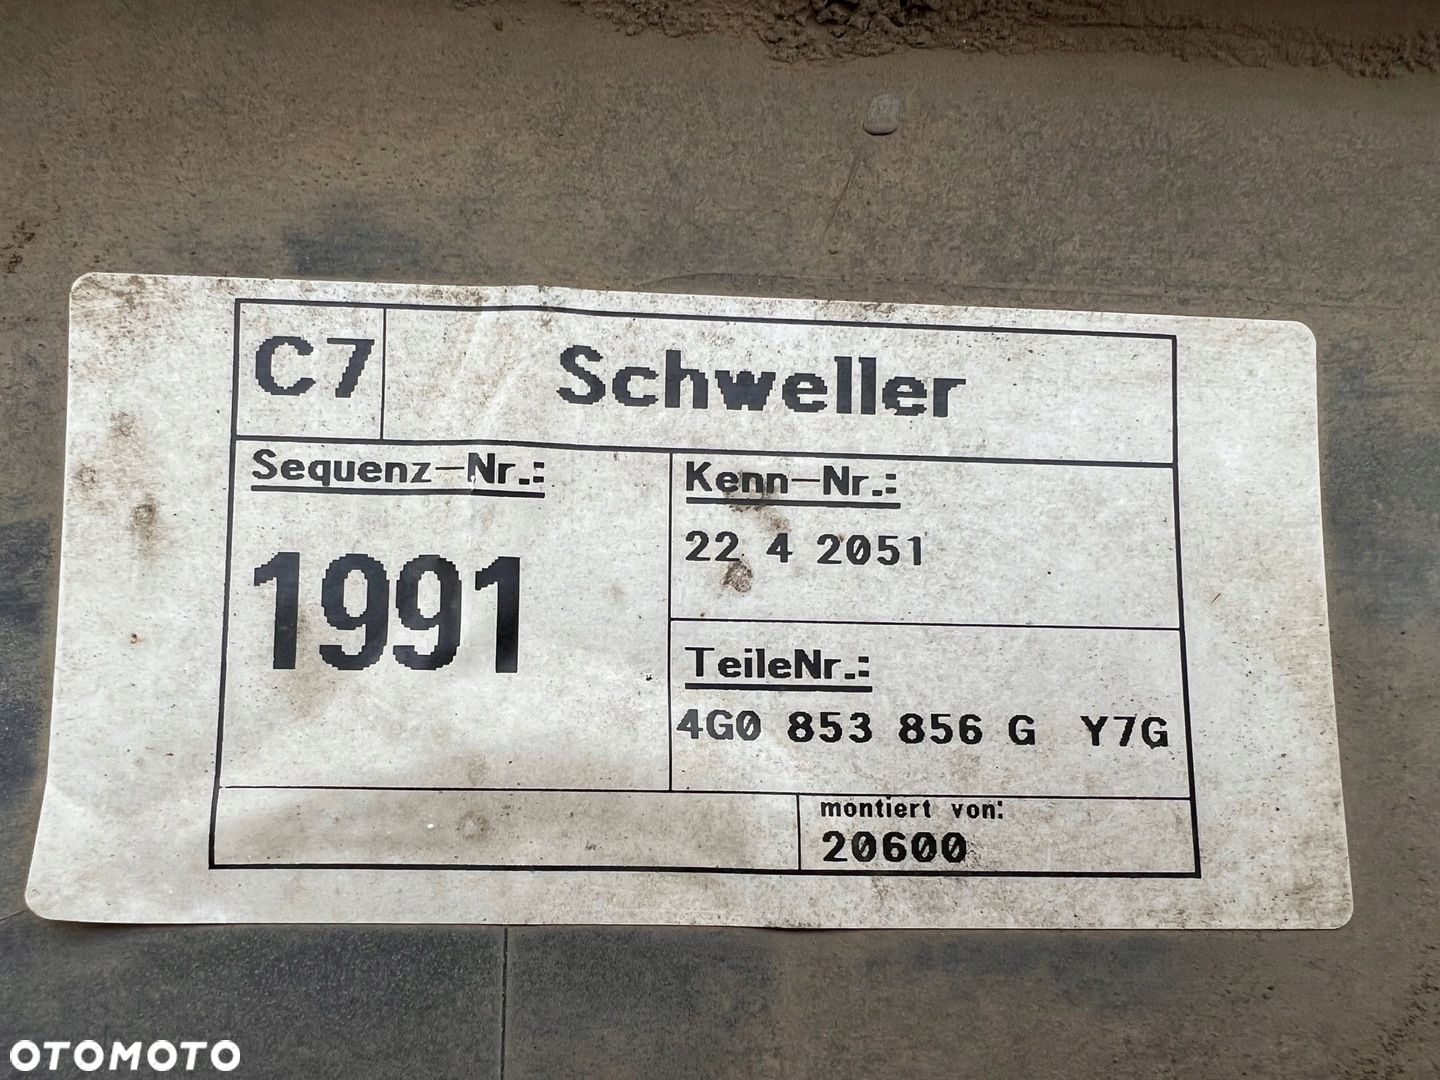 C7 Schweller
Sequenz-Nr.:
1991
Kenn-Nr.:
22 4 2051
TeileNr.:
4G0 853 856 G Y7G
montiert von:
20600
OTOMOTO